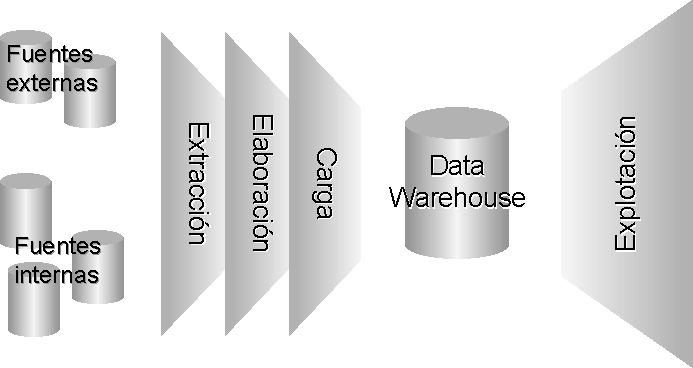 Fuentes
externas
Fuentes
internas
Extracción
Elaboración
Carga
Data
Warehouse
Explotación